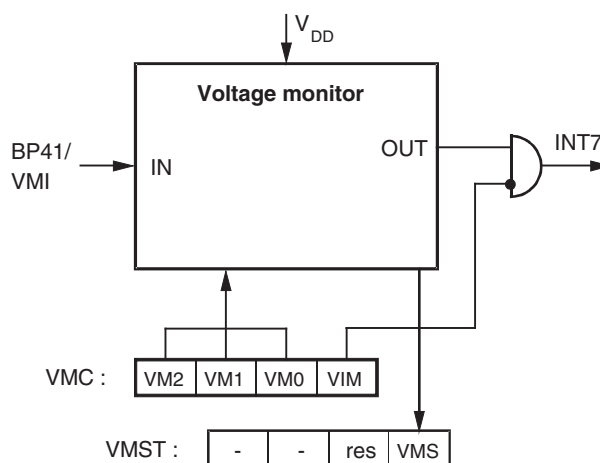 V DD
Voltage monitor
BP41/
VMI
IN
OUT
INT7
VMC : VM2 VM1 VM0 VIM
VMST : - - res VMS